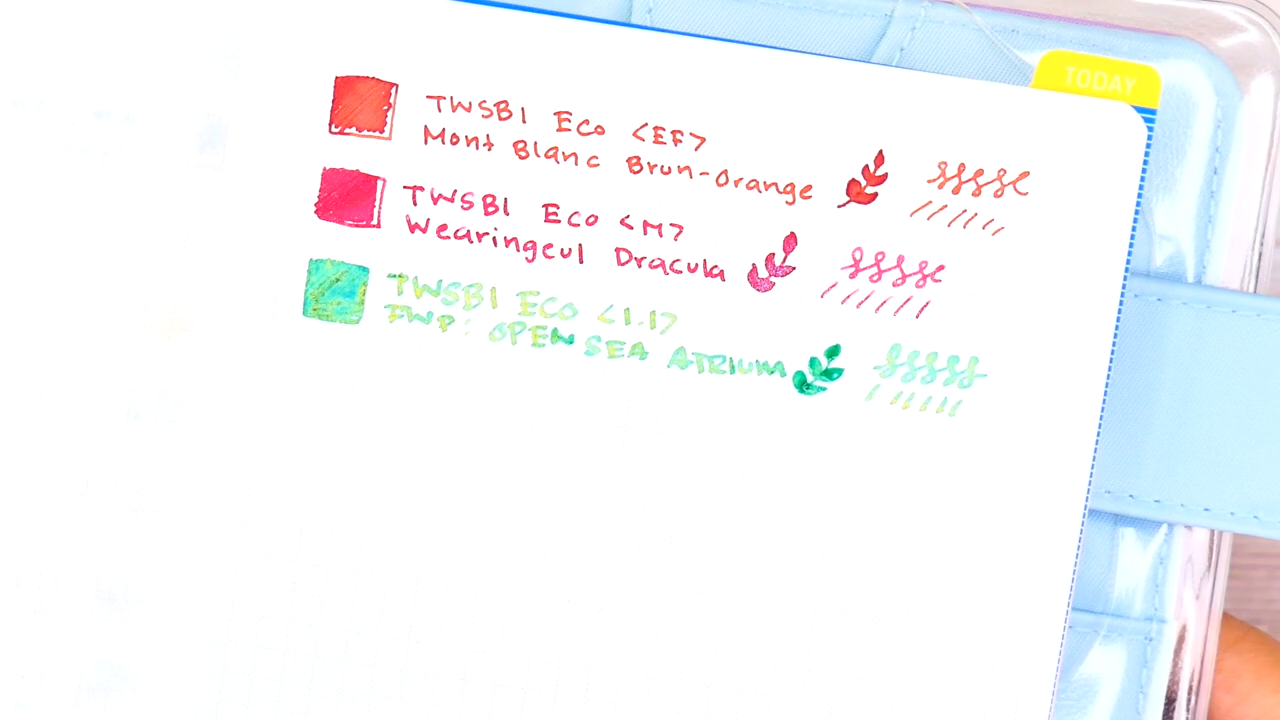 TODAY
TWSBI Eco <EF>
Mont Blanc Brun-Orange
TWSBI Eco <M>
Wearingeul Dracula
TWSBI ECO <1.1>
FWP: OPEN SEA ATRIUM